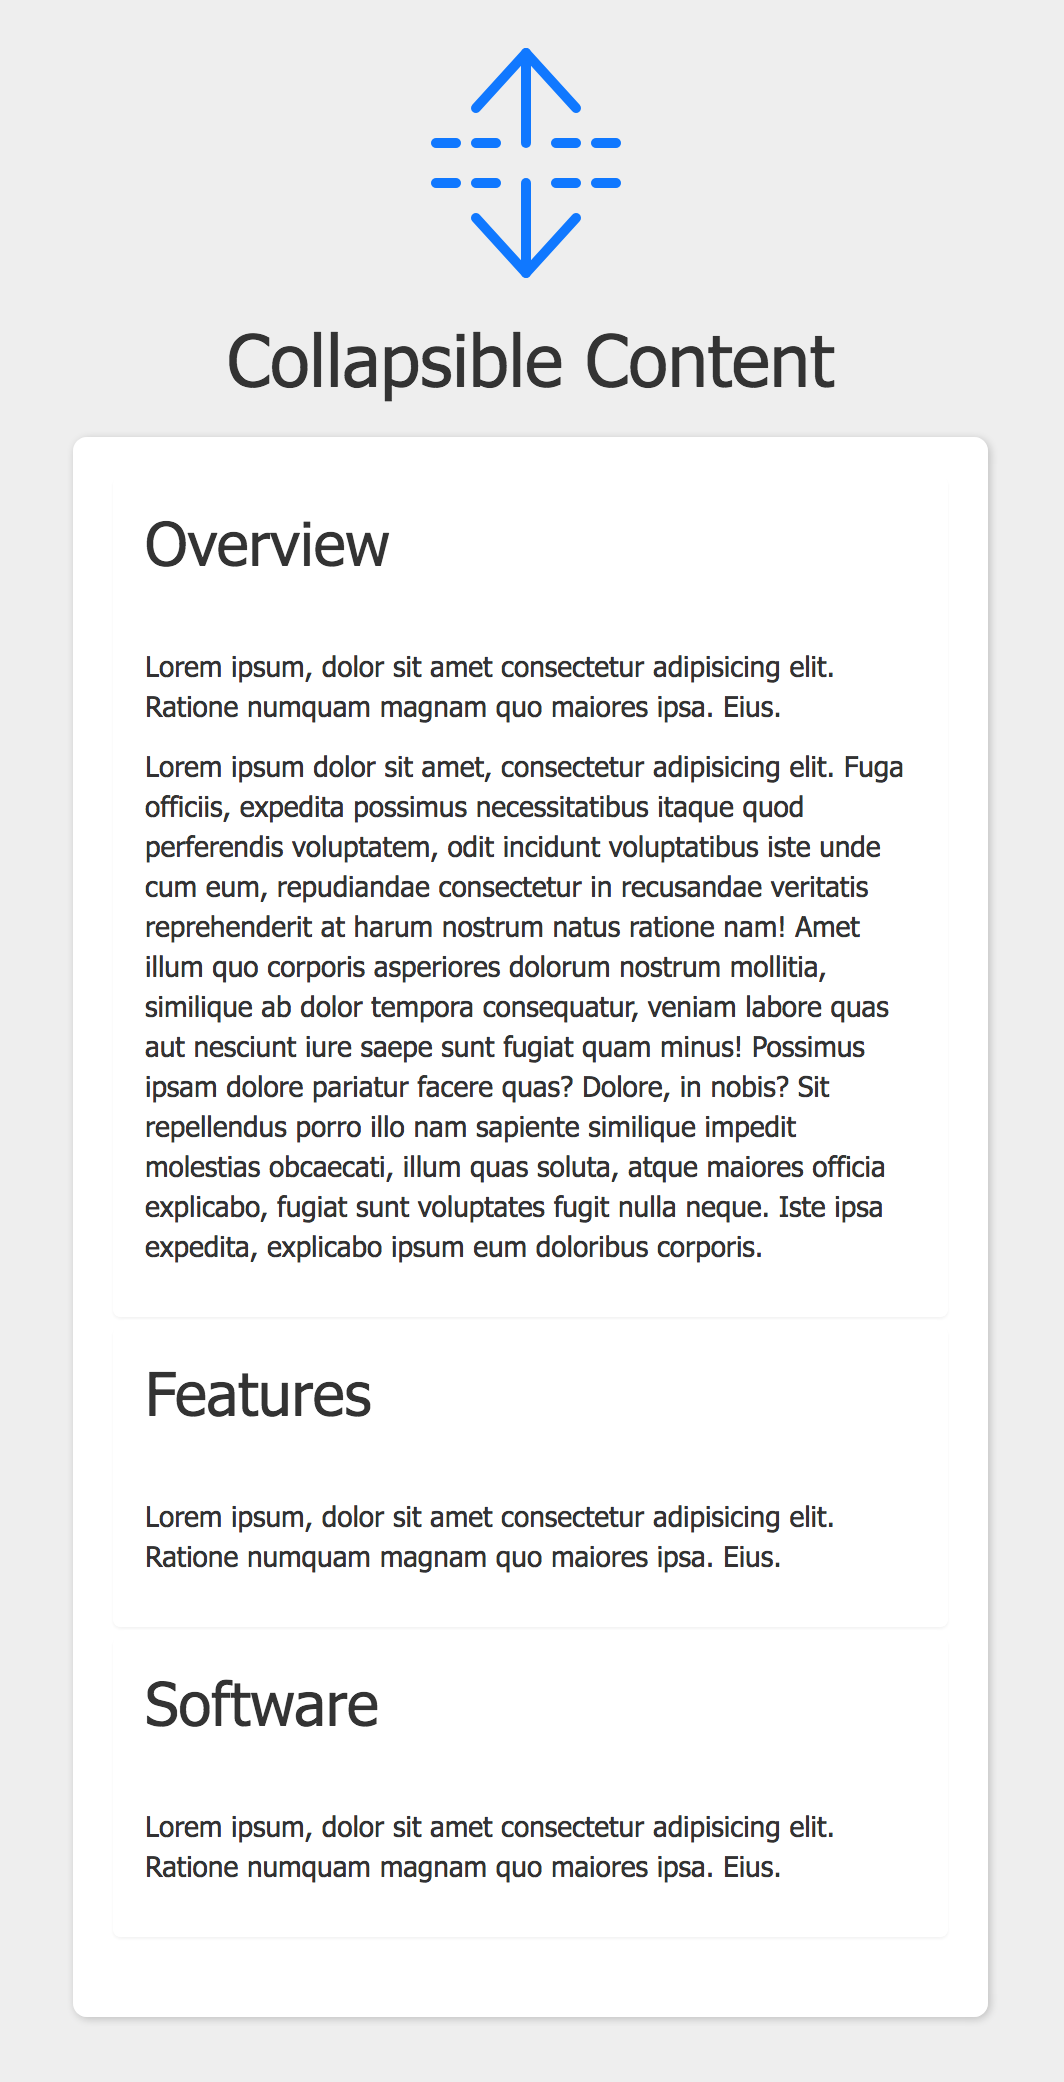 Collapsible Content
Overview
Lorem ipsum, dolor sit amet consectetur adipisicing elit.
Ratione numquam magnam quo maiores ipsa. Eius.
Lorem ipsum dolor sit amet, consectetur adipisicing elit. Fuga
officiis, expedita possimus necessitatibus itaque quod
perferendis voluptatem, odit incidunt voluptatibus iste unde
cum eum, repudiandae consectetur in recusandae veritatis
reprehenderit at harum nostrum natus ratione nam! Amet
illum quo corporis asperiores dolorum nostrum mollitia,
similique ab dolor tempora consequatur, veniam labore quas
aut nesciunt iure saepe sunt fugiat quam minus! Possimus
ipsam dolore pariatur facere quas? Dolore, in nobis? Sit
repellendus porro illo nam sapiente similique impedit
molestias obcaecati, illum quas soluta, atque maiores officia
explicabo, fugiat sunt voluptates fugit nulla neque. Iste ipsa
expedita, explicabo ipsum eum doloribus corporis.
Features
Lorem ipsum, dolor sit amet consectetur adipisicing elit.
Ratione numquam magnam quo maiores ipsa. Eius.
Software
Lorem ipsum, dolor sit amet consectetur adipisicing elit.
Ratione numquam magnam quo maiores ipsa. Eius.